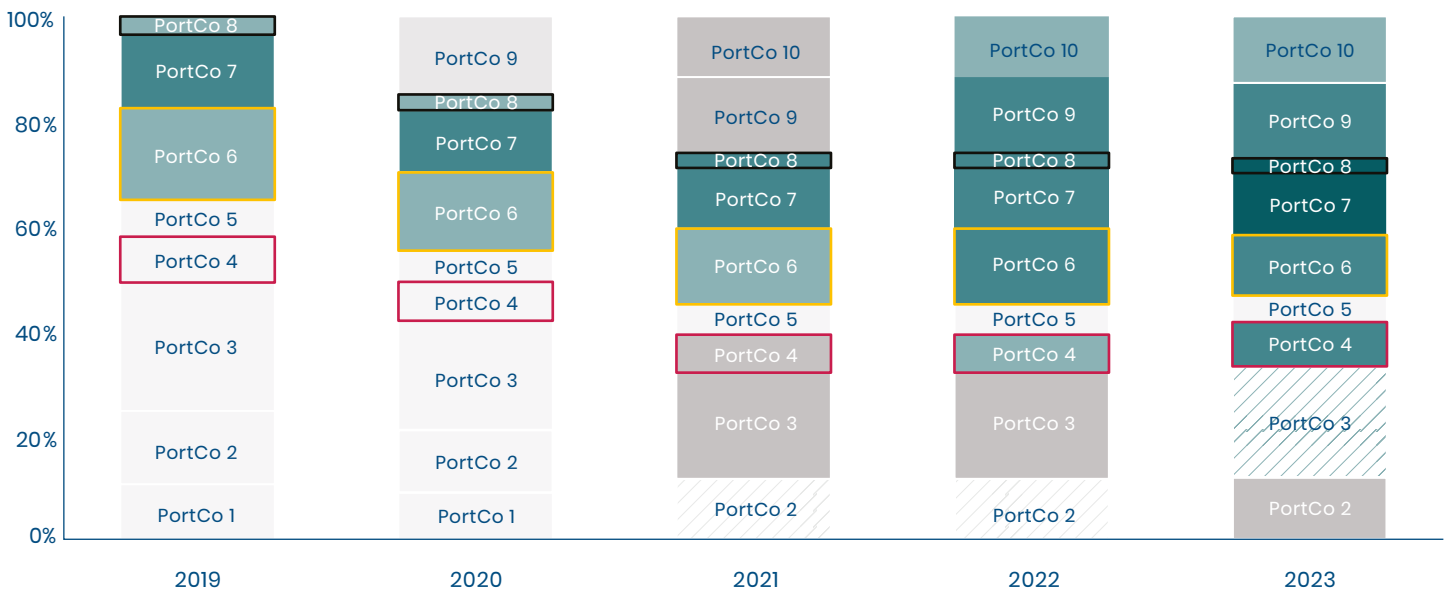 100%
80%
60%
40%
20%
0%
PortCo 8
PortCo 7
PortCo 6
PortCo 5
PortCo 4
PortCo 3
PortCo 2
PortCo 1
PortCo 9
PortCo 8
PortCo 7
PortCo 6
PortCo 5
PortCo 4
PortCo 3
PortCo 2
PortCo 1
PortCo 10
PortCo 9
PortCo 8
PortCo 7
PortCo 6
PortCo 5
PortCo 4
PortCo 3
PortCo 2
PortCo 10
PortCo 9
PortCo 8
PortCo 7
PortCo 6
PortCo 5
PortCo 4
PortCo 3
PortCo 2
PortCo 10
PortCo 9
PortCo 8
PortCo 7
PortCo 6
PortCo 5
PortCo 4
PortCo 3
PortCo 2
2019
2020
2021
2022
2023